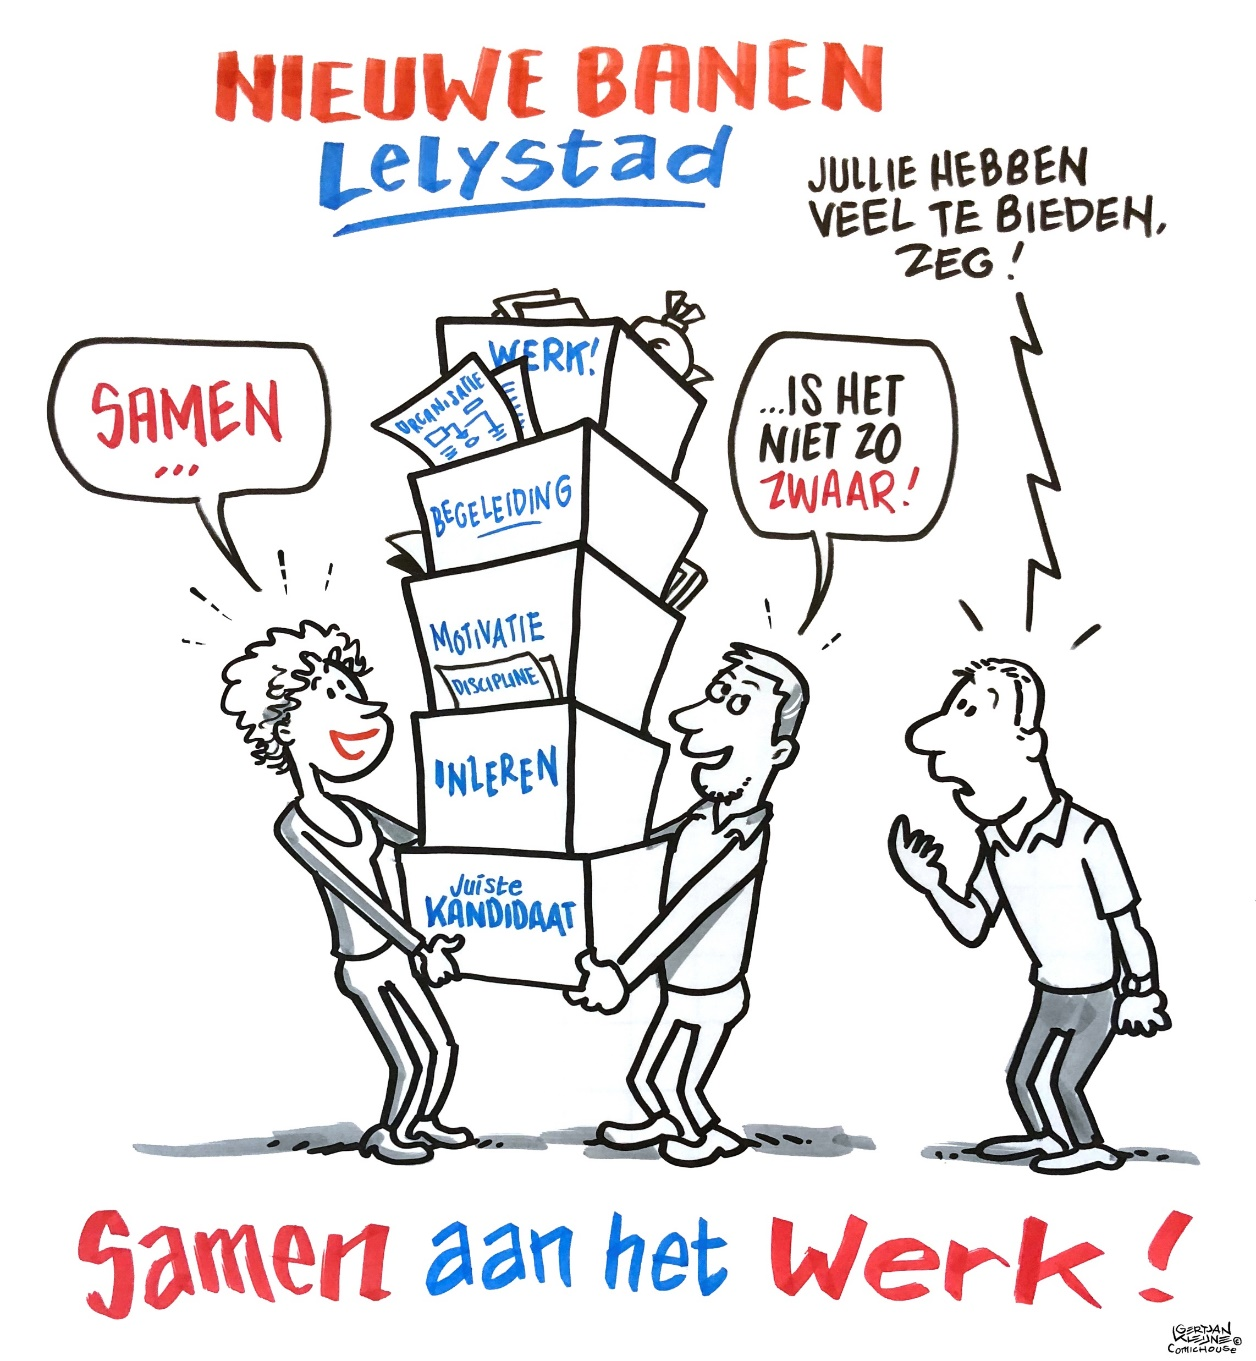 NIEUWE BANEN
Lelystad
JULLIE HEBBEN
VEEL TE BIEDEN,
ZEG!
SAMEN
...
...IS HET
NIET ZO
ZWAAR!
WERK!
ORGANISATIE
BEGELEIDING
MOTIVATIE
DISCIPLINE
INLEREN
Juiste
KANDIDAAT
Samen aan het Werk!
GERTJAN
KLEIJNE ©
COMICHOUSE